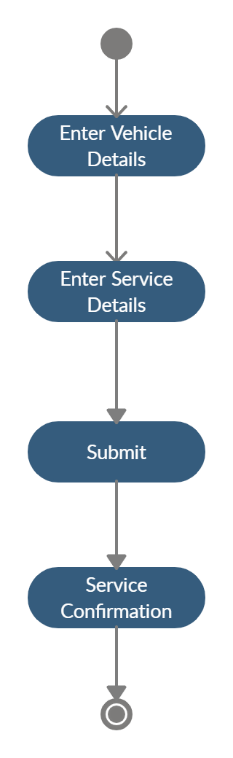 Enter Vehicle
Details
Enter Service
Details
Submit
Service
Confirmation